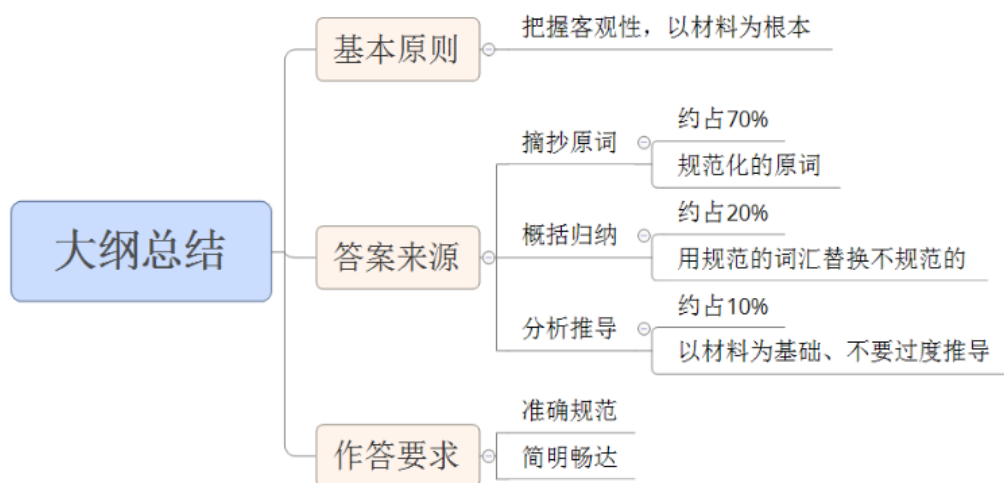 大纲总结
基本原则
把握客观性，以材料为根本
答案来源
摘抄原词
约占70%
规范化的原词
概括归纳
约占20%
用规范的词汇替换不规范的
分析推导
约占10%
以材料为基础、不要过度推导
作答要求
准确规范
简明畅达